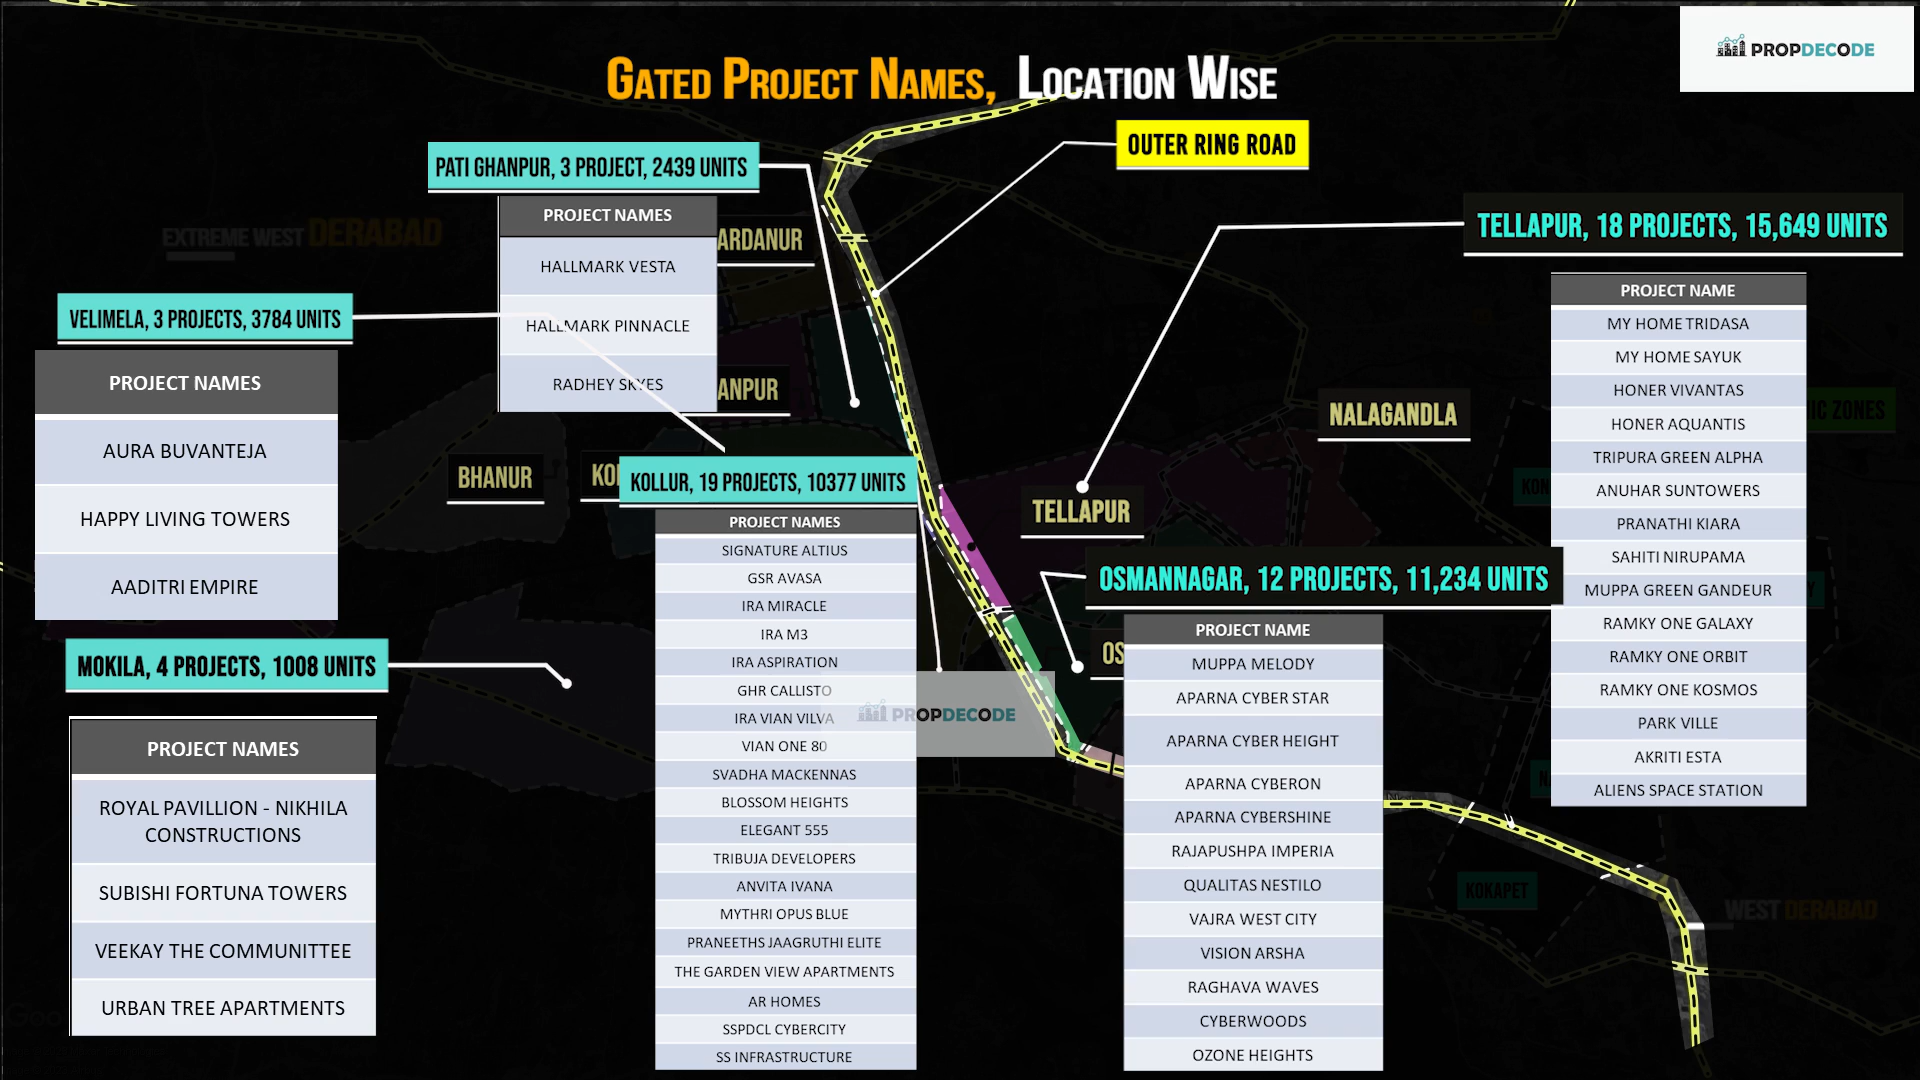 PROPDECODE
GATED PROJECT NAMES, LOCATION WISE
OUTER RING ROAD
PATI GHANPUR, 3 PROJECT, 2439 UNITS
PROJECT NAMES
HALLMARK VESTA
HALLMARK PINNACLE
RADHEY SKYES
ARDANUR
ANPUR
EXTREME WEST DERABAD
VELIMELA, 3 PROJECTS, 3784 UNITS
PROJECT NAMES
AURA BUVANTEJA
HAPPY LIVING TOWERS
AADITRI EMPIRE
MOKILA, 4 PROJECTS, 1008 UNITS
PROJECT NAMES
ROYAL PAVILLION - NIKHILA
CONSTRUCTIONS
SUBISHI FORTUNA TOWERS
VEEKAY THE COMMUNITTEE
URBAN TREE APARTMENTS
BHANUR
KOLLUR, 19 PROJECTS, 10377 UNITS
PROJECT NAMES
SIGNATURE ALTIUS
GSR AVASA
IRA MIRACLE
IRA M3
IRA ASPIRATION
GHR CALLISTO
IRA VIAN VILVA
VIAN ONE 80
SVADHA MACKENNAS
BLOSSOM HEIGHTS
ELEGANT 555
TRIBUJA DEVELOPERS
ANVITA IVANA
MYTHRI OPUS BLUE
PRANEETHS JAAGRUTHI ELITE
THE GARDEN VIEW APARTMENTS
AR HOMES
SSPDCL CYBERCITY
SS INFRASTRUCTURE
PROPDECODE
TELLAPUR
NALAGANDLA
OSMANNAGAR, 12 PROJECTS, 11,234 UNITS
OS
PROJECT NAME
MUPPA MELODY
APARNA CYBER STAR
APARNA CYBER HEIGHT
APARNA CYBERON
APARNA CYBERSHINE
RAJAPUSHPA IMPERIA
QUALITAS NESTILO
VAJRA WEST CITY
VISION ARSHA
RAGHAVA WAVES
CYBERWOODS
OZONE HEIGHTS
TELLAPUR, 18 PROJECTS, 15,649 UNITS
PROJECT NAME
MY HOME TRIDASA
MY HOME SAYUK
HONER VIVANTAS
HONER AQUANTIS
TRIPURA GREEN ALPHA
ANUHAR SUNTOWERS
PRANATHI KIARA
SAHITI NIRUPAMA
MUPPA GREEN GANDEUR
RAMKY ONE GALAXY
RAMKY ONE ORBIT
RAMKY ONE KOSMOS
PARK VILLE
AKRITI ESTA
ALIENS SPACE STATION
IC ZONES
KOKAPET
WEST DERABAD